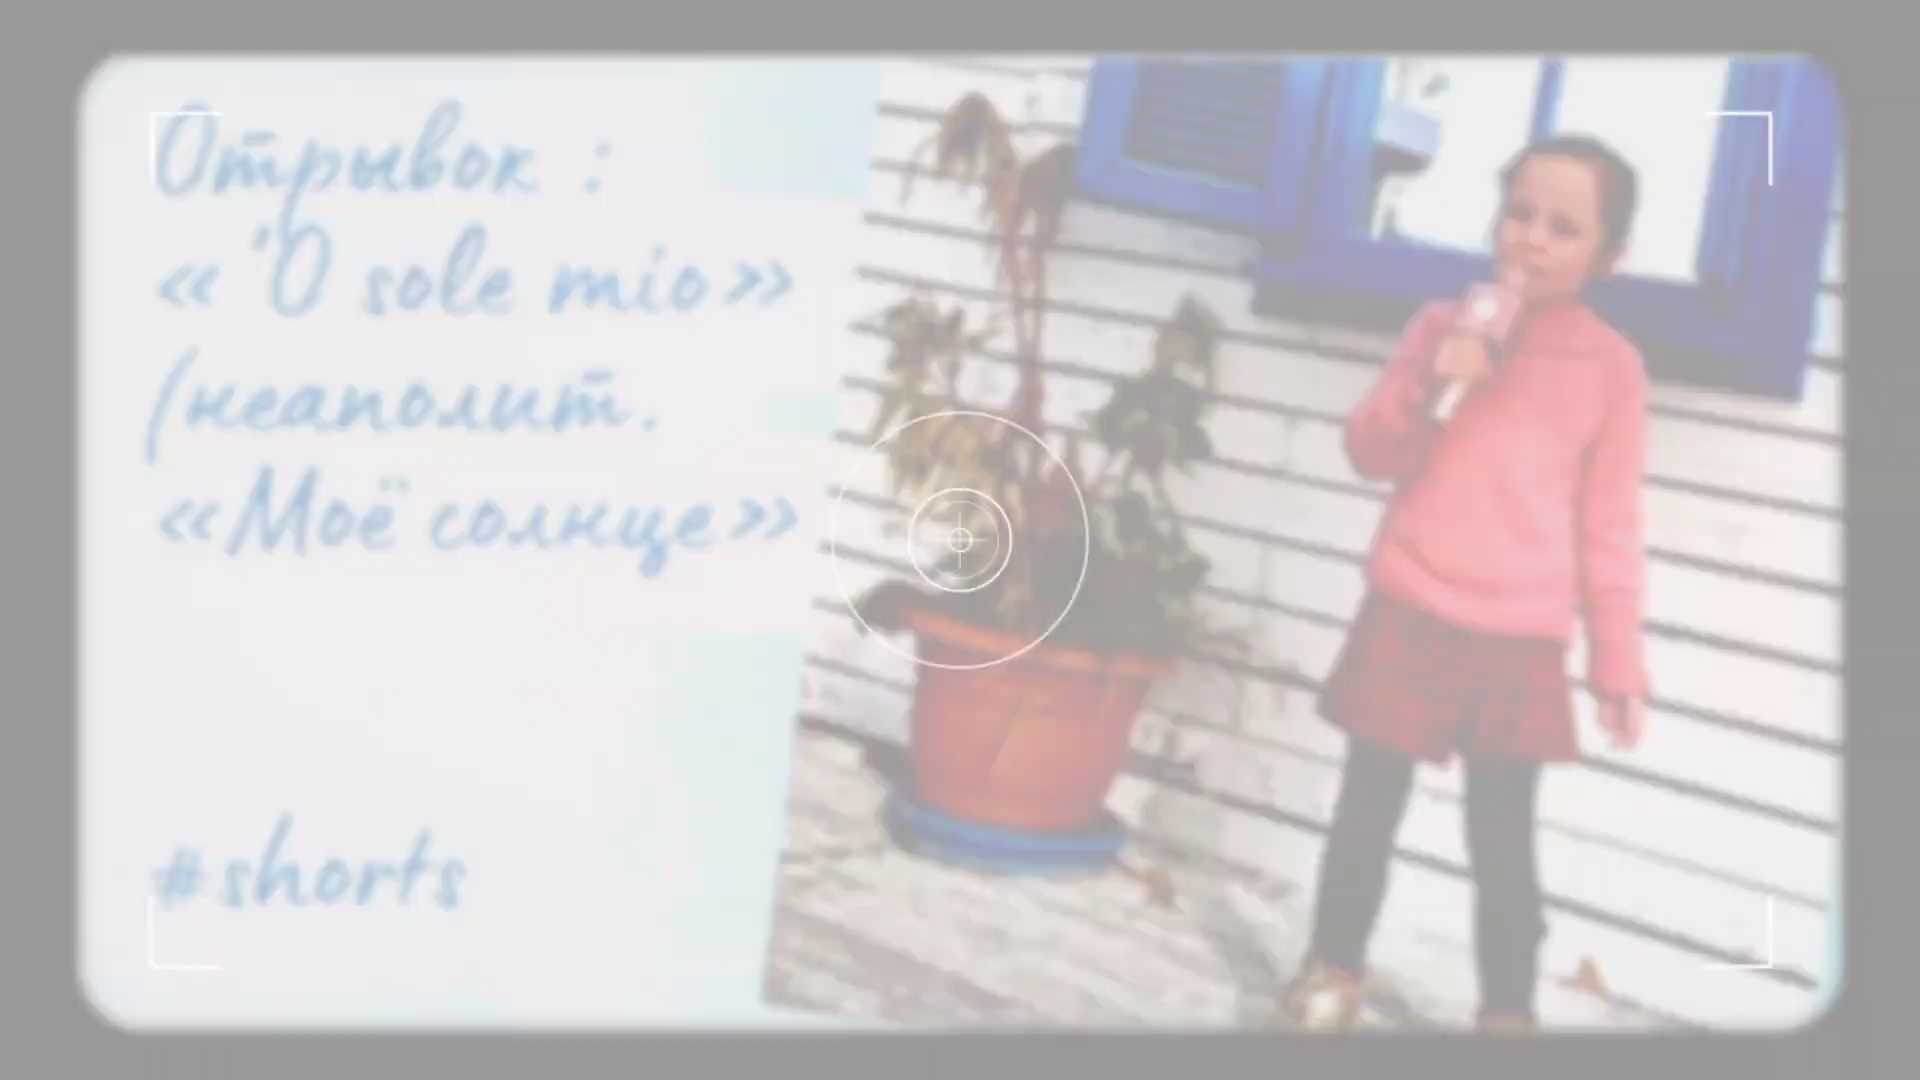 Отрывок :
« 'O sole mio»
(неаполит.
«Моё солнце»
#shorts